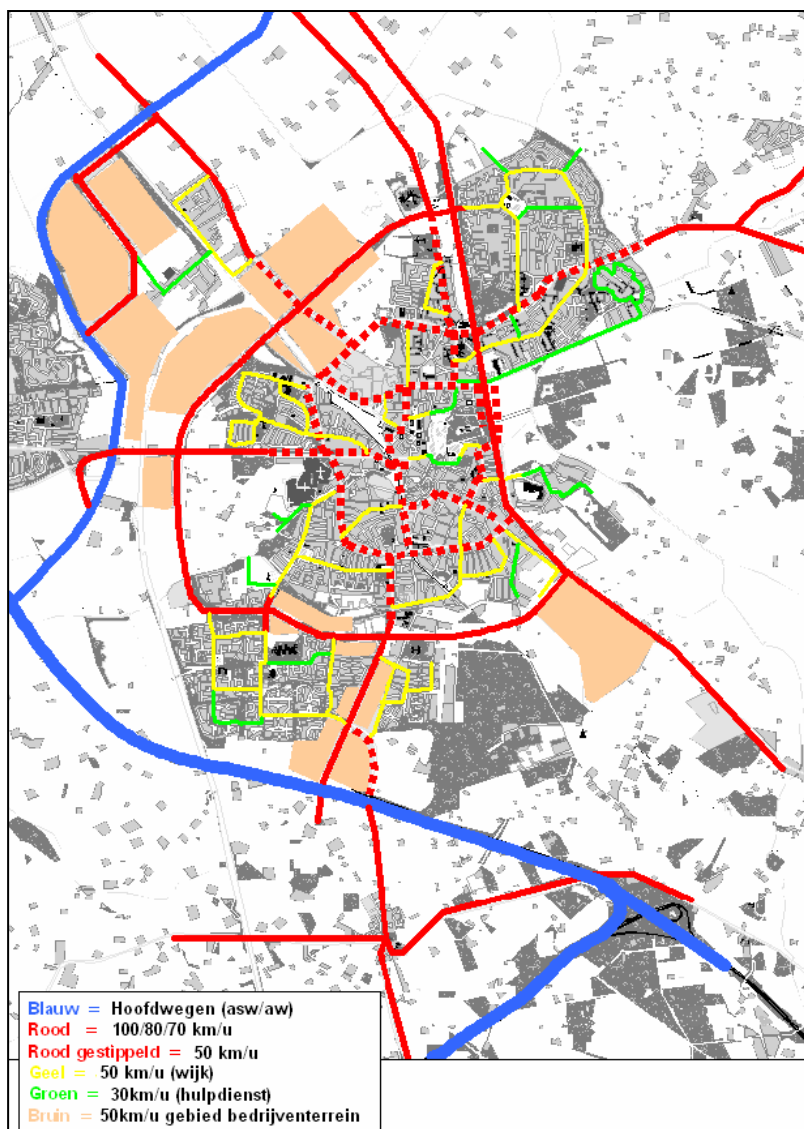 Blauw = Hoofdwegen (asw/aw)
Rood = 100/80/70 km/u
Rood gestippeld = 50 km/u
Geel = 50 km/u (wijk)
Groen = 30km/u (hulpdienst)
Bruin = 50km/u gebied bedrijventerrein